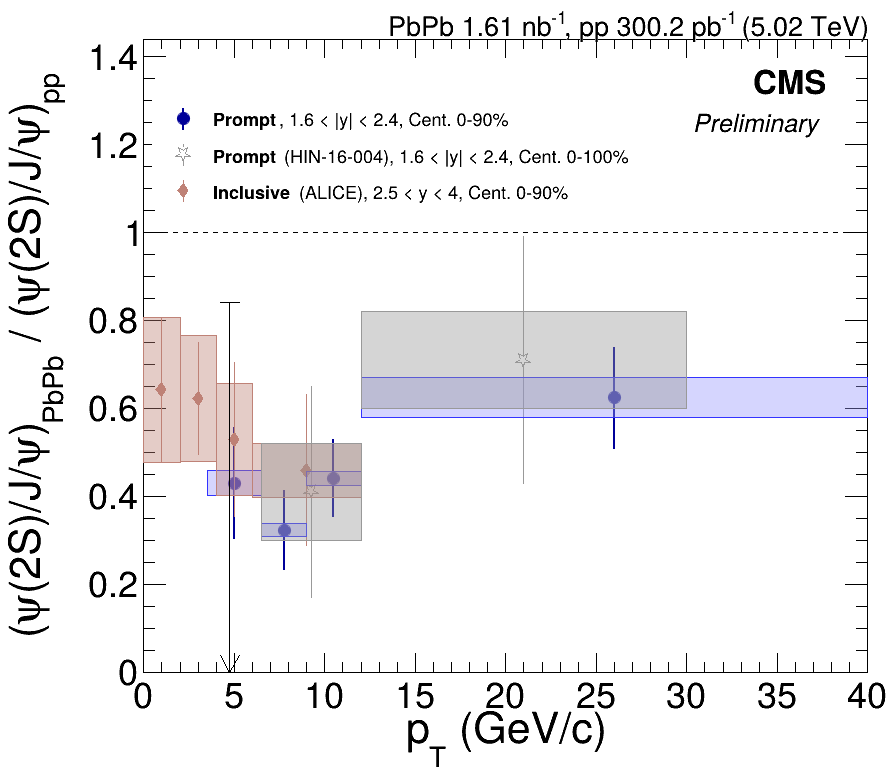 PbPb 1.61 nb⁻¹, pp 300.2 pb⁻¹ (5.02 TeV)
CMS
Preliminary
Prompt , 1.6 < |y| < 2.4, Cent. 0-90%
Prompt (HIN-16-004), 1.6 < |y| < 2.4, Cent. 0-100%
Inclusive (ALICE), 2.5 < y < 4, Cent. 0-90%
(ψ(2S)/J/ψ)PbPb / (ψ(2S)/J/ψ)pp
1.4
1.2
1
0.8
0.6
0.4
0.2
0
0 5 10 15 20 25 30 35 40
pT (GeV/c)